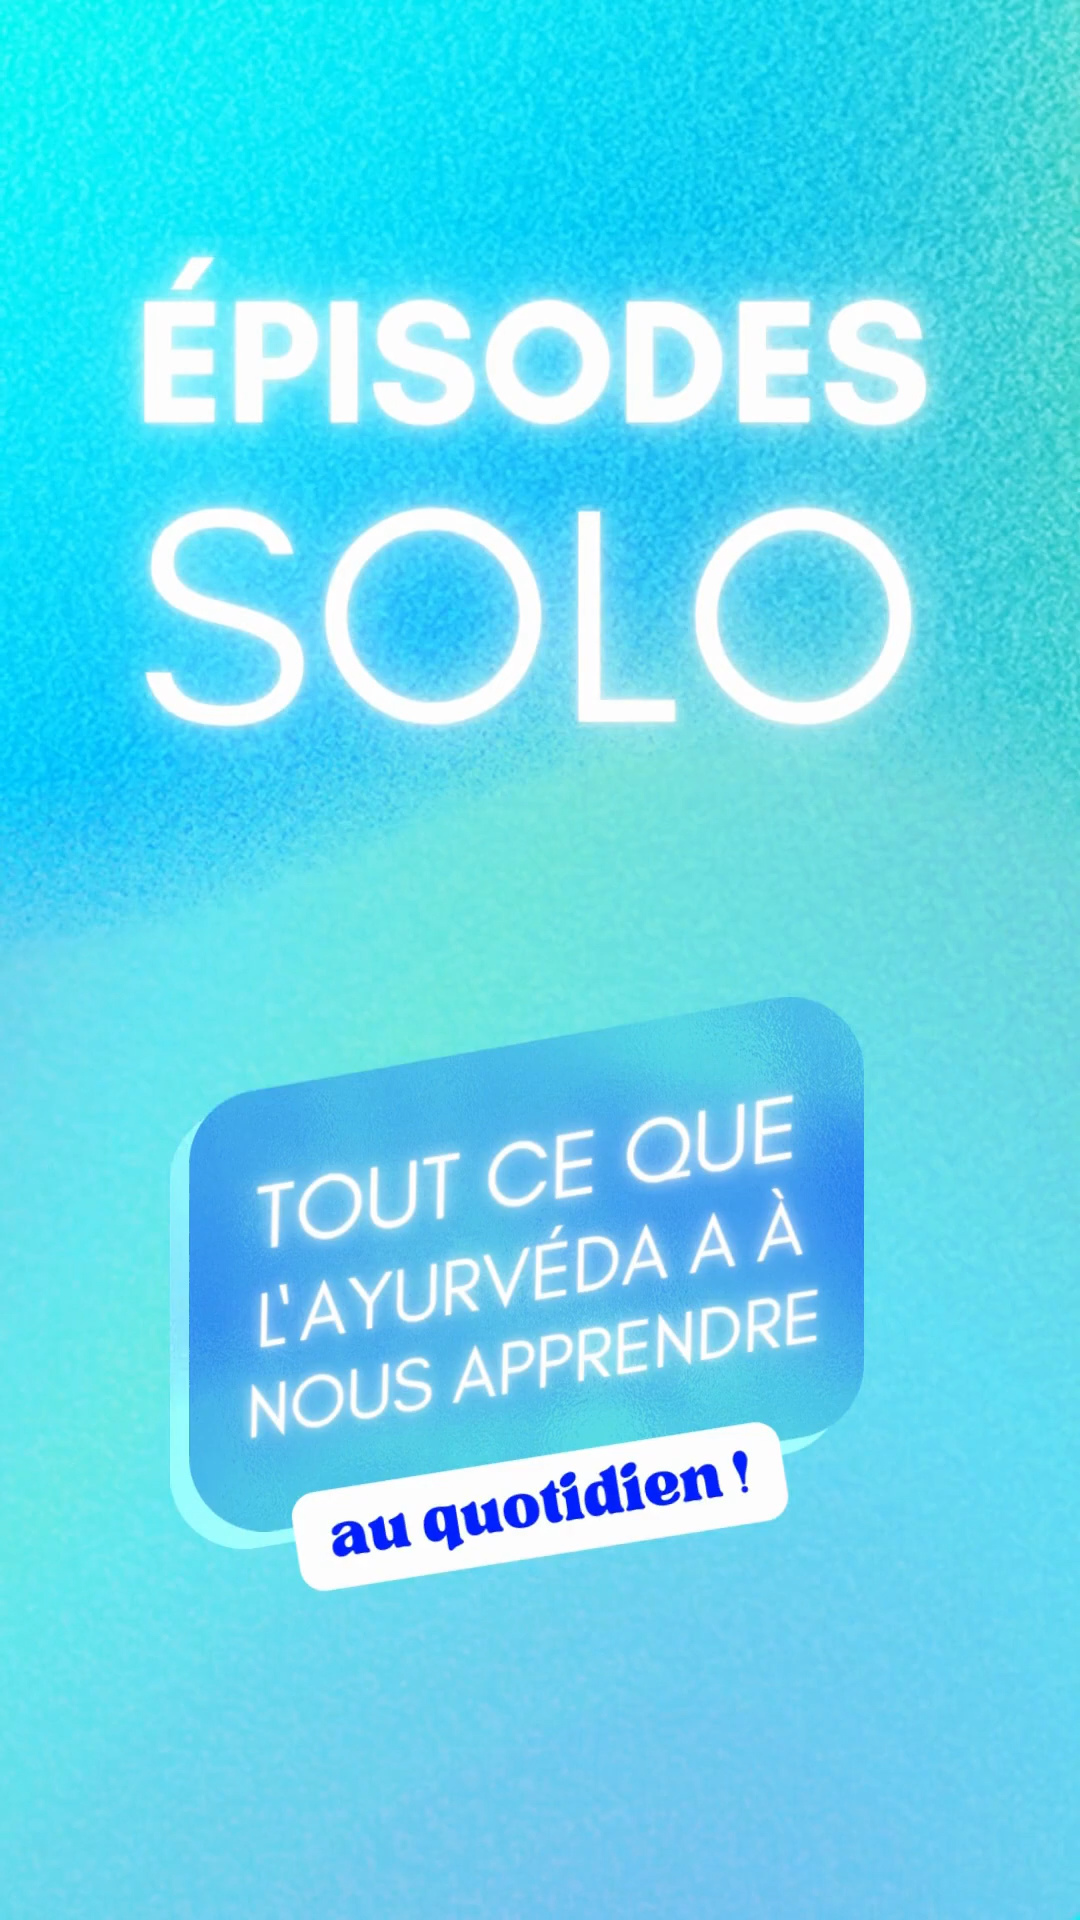 ÉPISODES
SOLO
TOUT CE QUE
L'AYURVÉDA A À
NOUS APPRENDRE
au quotidien !